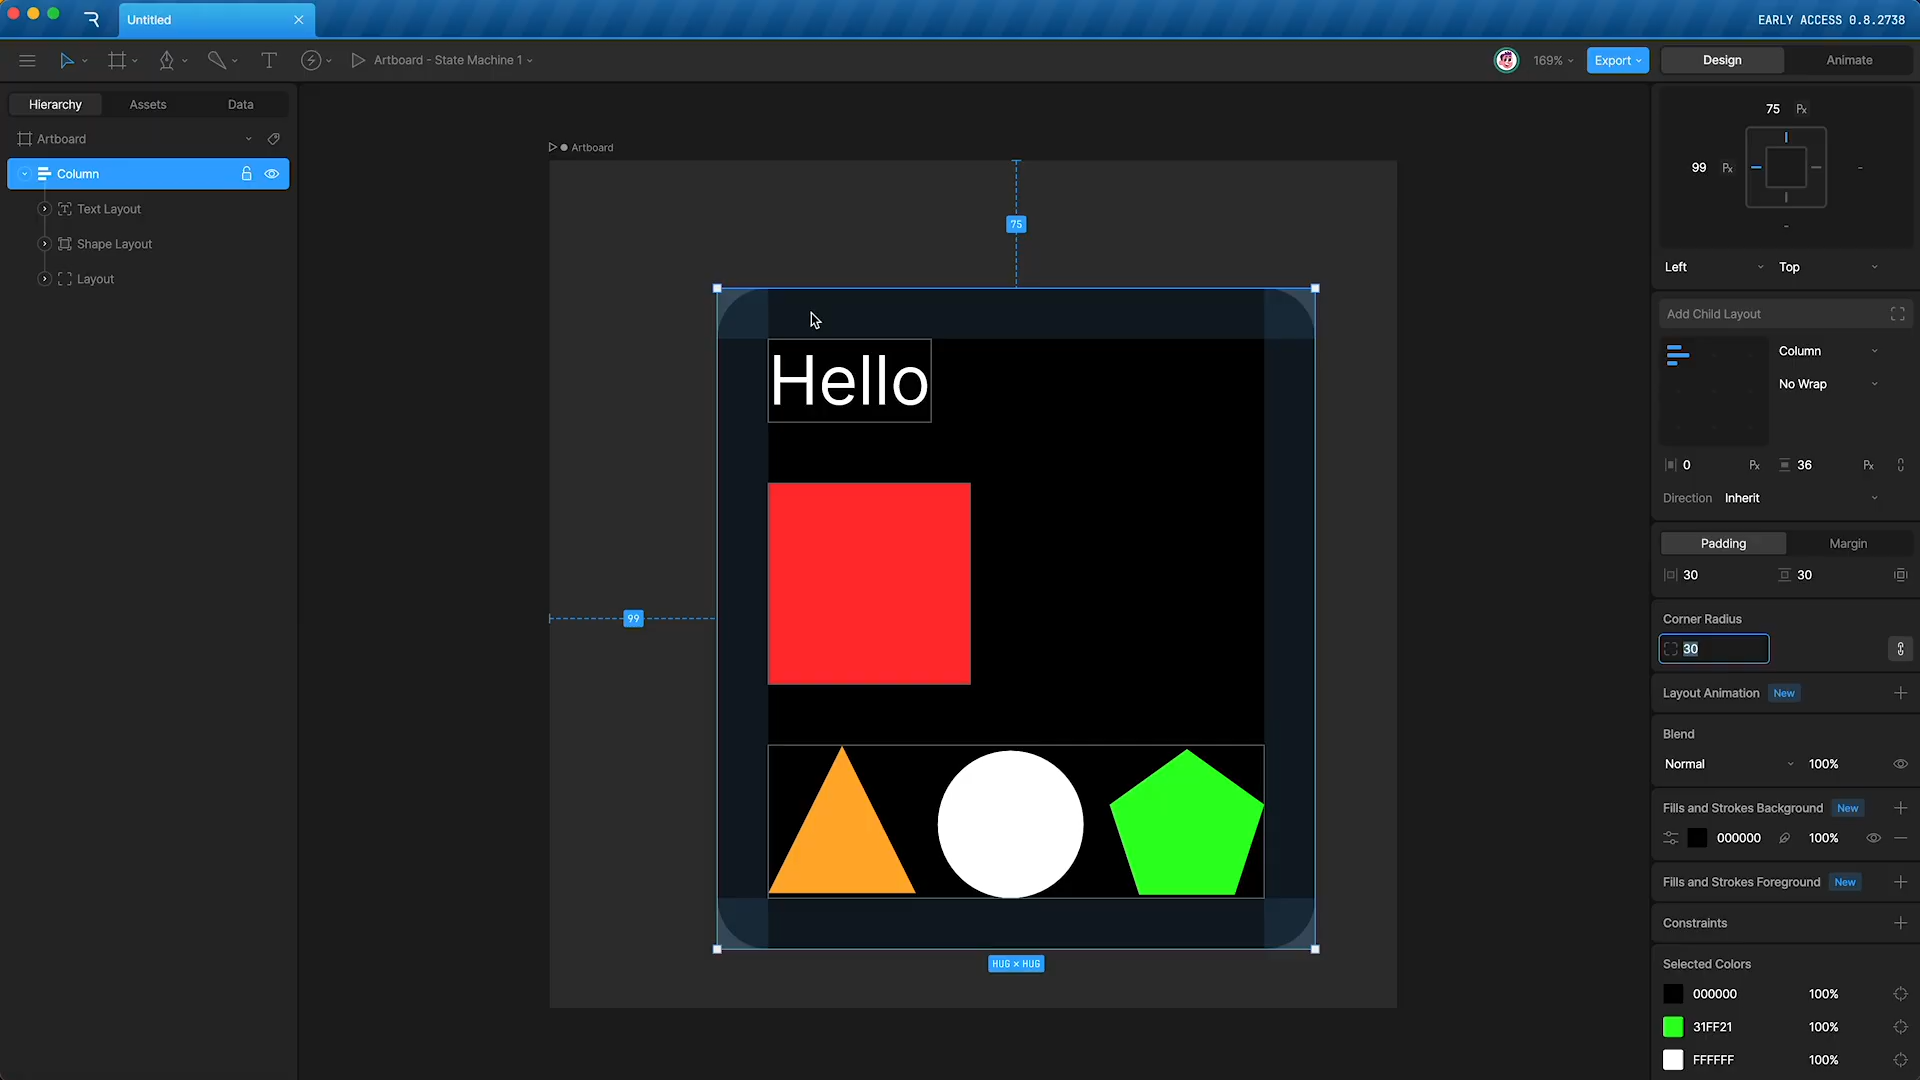 Untitled
EARLY ACCESS 0.8.2738
Artboard - State Machine 1
169%
Export
Design
Animate
Hierarchy
Assets
Data
Artboard
Column
Text Layout
Shape Layout
Layout
Artboard
75
Hello
99
HUG × HUG
75 Px
99 Px
-
-
Left
Top
Add Child Layout
Column
No Wrap
0 Px
36 Px
Direction Inherit
Padding
Margin
30
30
Corner Radius
30
Layout Animation New
Blend
Normal
100%
Fills and Strokes Background New
000000
100%
Fills and Strokes Foreground New
Constraints
Selected Colors
000000 100%
31FF21 100%
FFFFFF 100%